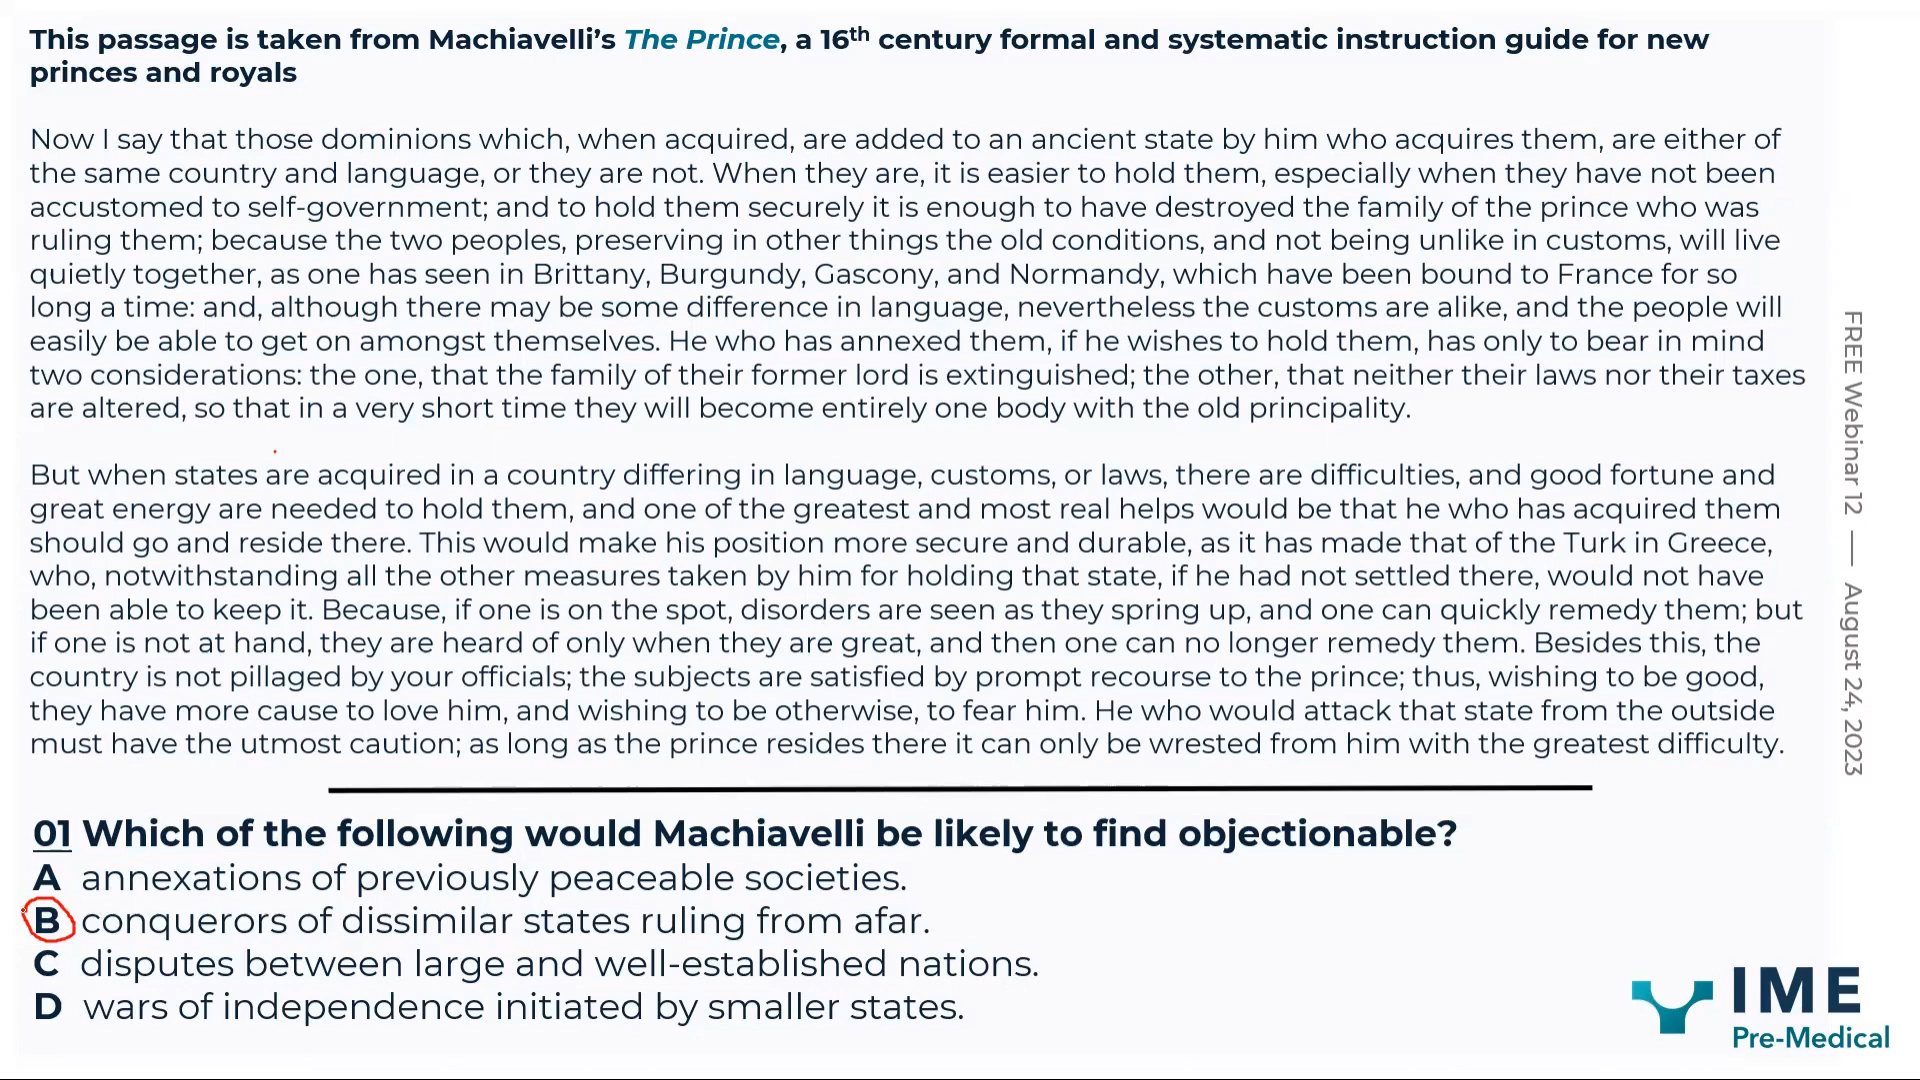 This passage is taken from Machiavelli’s The Prince, a 16th century formal and systematic instruction guide for new
princes and royals
Now I say that those dominions which, when acquired, are added to an ancient state by him who acquires them, are either of
the same country and language, or they are not. When they are, it is easier to hold them, especially when they have not been
accustomed to self-government; and to hold them securely it is enough to have destroyed the family of the prince who was
ruling them; because the two peoples, preserving in other things the old conditions, and not being unlike in customs, will live
quietly together, as one has seen in Brittany, Burgundy, Gascony, and Normandy, which have been bound to France for so
long a time: and, although there may be some difference in language, nevertheless the customs are alike, and the people will
easily be able to get on amongst themselves. He who has annexed them, if he wishes to hold them, has only to bear in mind
two considerations: the one, that the family of their former lord is extinguished; the other, that neither their laws nor their taxes
are altered, so that in a very short time they will become entirely one body with the old principality.
But when states are acquired in a country differing in language, customs, or laws, there are difficulties, and good fortune and
great energy are needed to hold them, and one of the greatest and most real helps would be that he who has acquired them
should go and reside there. This would make his position more secure and durable, as it has made that of the Turk in Greece,
who, notwithstanding all the other measures taken by him for holding that state, if he had not settled there, would not have
been able to keep it. Because, if one is on the spot, disorders are seen as they spring up, and one can quickly remedy them; but
if one is not at hand, they are heard of only when they are great, and then one can no longer remedy them. Besides this, the
country is not pillaged by your officials; the subjects are satisfied by prompt recourse to the prince; thus, wishing to be good,
they have more cause to love him, and wishing to be otherwise, to fear him. He who would attack that state from the outside
must have the utmost caution; as long as the prince resides there it can only be wrested from him with the greatest difficulty.
01 Which of the following would Machiavelli be likely to find objectionable?
A annexations of previously peaceable societies.
B conquerors of dissimilar states ruling from afar.
C disputes between large and well-established nations.
D wars of independence initiated by smaller states.
FREE Webinar 12 — August 24, 2023
IME
Pre-Medical